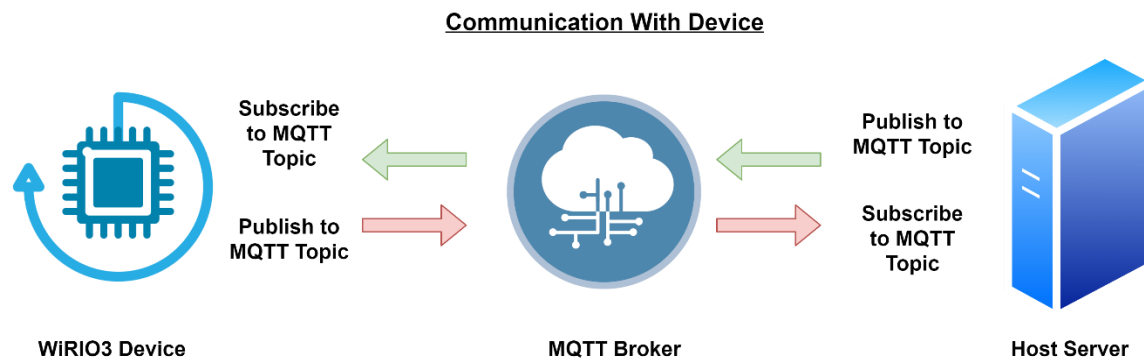 Communication With Device
Subscribe
to MQTT
Topic
Publish to
MQTT Topic
Publish to
MQTT Topic
Subscribe
to MQTT
Topic
WiRIO3 Device
MQTT Broker
Host Server